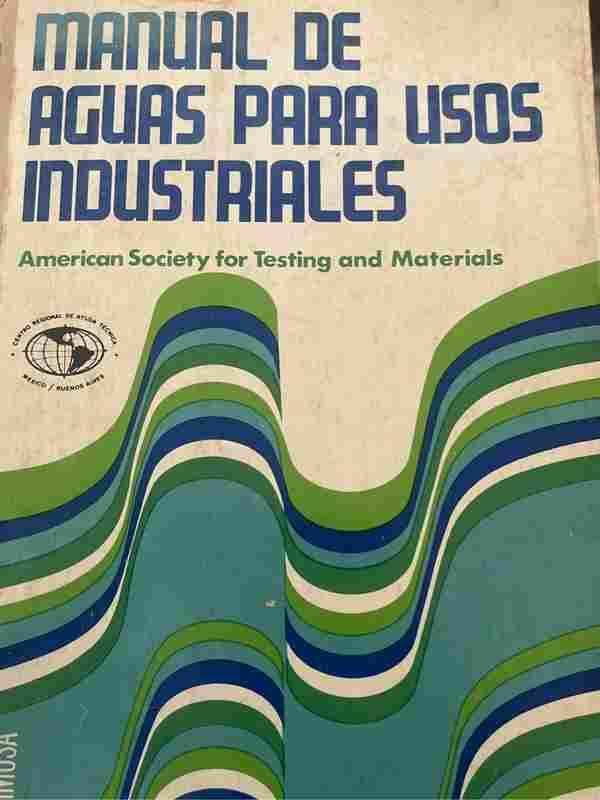 MANUAL DE
AGUAS PARA USOS
INDUSTRIALES
American Society for Testing and Materials
CENTRO REGIONAL DE AYUDA TECNICA
MEXICO / BUENOS AIRES